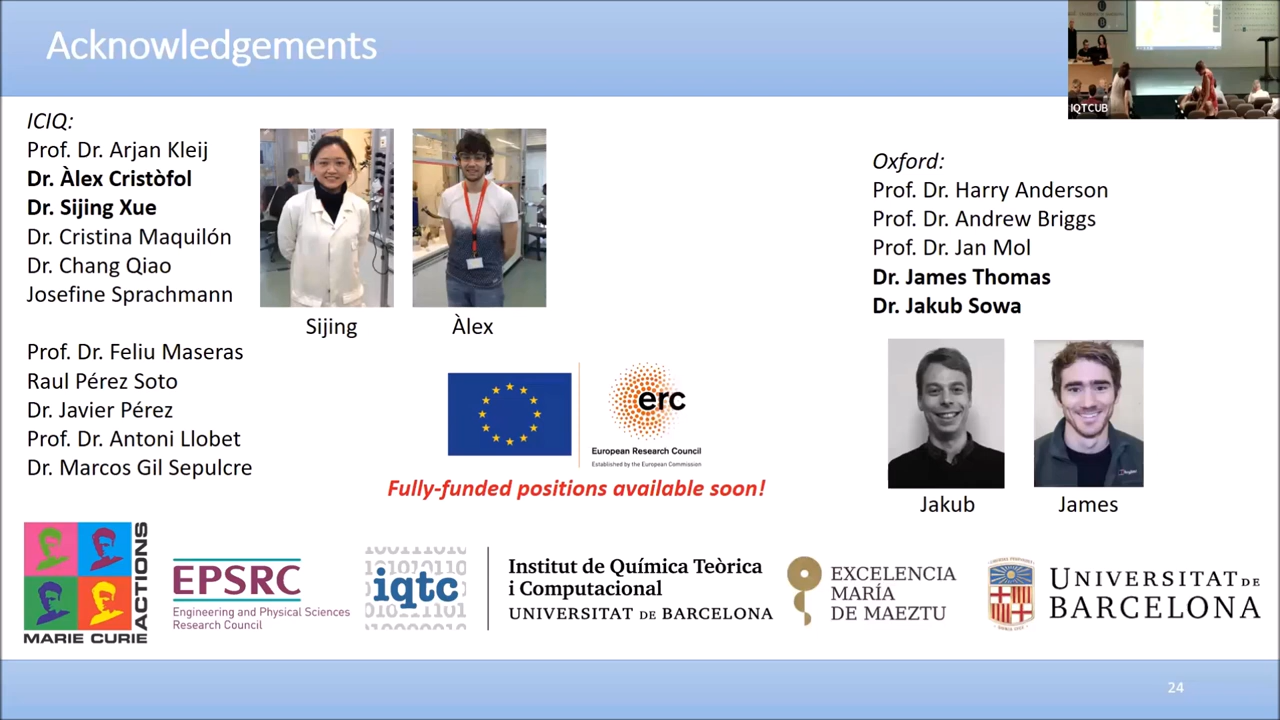 Acknowledgements
IQTCUB
ICIQ:
Prof. Dr. Arjan Kleij
Dr. Àlex Cristòfol
Dr. Sijing Xue
Dr. Cristina Maquilón
Dr. Chang Qiao
Josefine Sprachmann
Prof. Dr. Feliu Maseras
Raul Pérez Soto
Dr. Javier Pérez
Prof. Dr. Antoni Llobet
Dr. Marcos Gil Sepulcre
Sijing
Àlex
Oxford:
Prof. Dr. Harry Anderson
Prof. Dr. Andrew Briggs
Prof. Dr. Jan Mol
Dr. James Thomas
Dr. Jakub Sowa
Jakub
James
erc
European Research Council
Established by the European Commission
Fully-funded positions available soon!
MARIE CURIE
ACTIONS
EPSRC
Engineering and Physical Sciences
Research Council
iqtc
Institut de Química Teòrica
i Computacional
UNIVERSITAT DE BARCELONA
EXCELENCIA
MARÍA
DE MAEZTU
UNIVERSITAT DE
BARCELONA
24